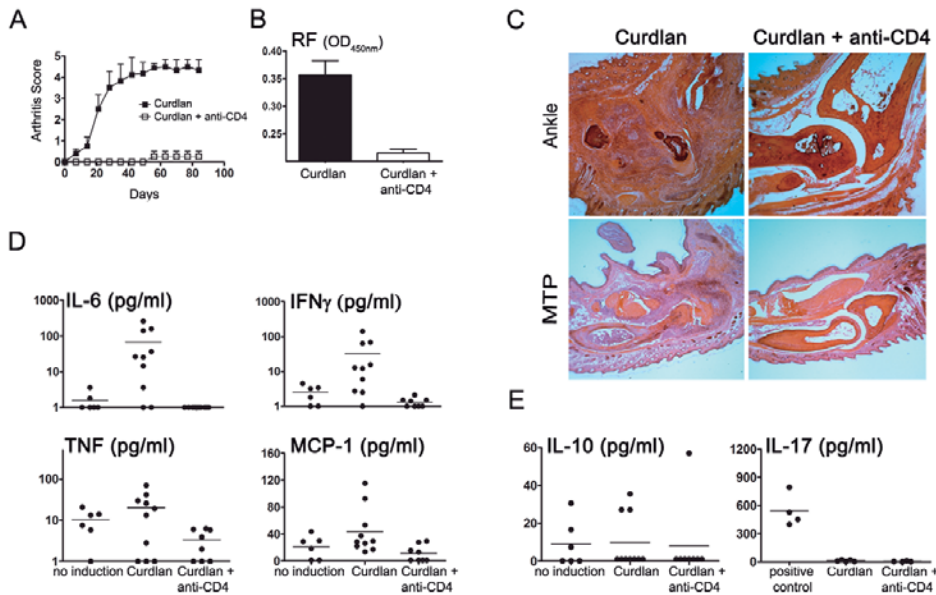 A
Arthritis Score
5
4
3
2
1
0
Curdlan
Curdlan + anti-CD4
0 20 40 60 80 100
Days
B
RF (OD450nm)
0.40
0.35
0.30
0.25
0.20
Curdlan
Curdlan +
anti-CD4
C
Curdlan
Curdlan + anti-CD4
Ankle
MTP
D
IL-6 (pg/ml)
1000
100
10
1
IFNγ (pg/ml)
1000
100
10
1
TNF (pg/ml)
100
10
1
no induction
Curdlan
Curdlan +
anti-CD4
MCP-1 (pg/ml)
160
120
80
40
0
no induction
Curdlan
Curdlan +
anti-CD4
E
IL-10 (pg/ml)
60
40
20
0
no induction
Curdlan
Curdlan +
anti-CD4
IL-17 (pg/ml)
1200
900
600
300
0
positive
control
Curdlan
Curdlan +
anti-CD4